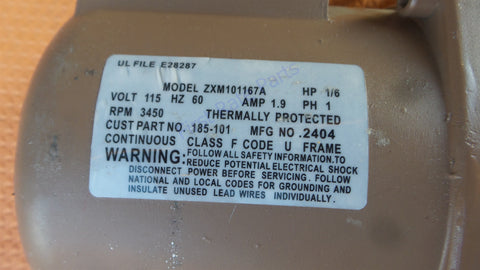 UL FILE E28287
MODEL ZXM101167A HP 1/6
VOLT 115 HZ 60 AMP 1.9 PH 1
RPM 3450 THERMALLY PROTECTED
CUST PART NO. 185-101 MFG NO. 2404
CONTINUOUS CLASS F CODE U FRAME
WARNING: FOLLOW ALL SAFETY INFORMATION.TO
REDUCE POTENTIAL ELECTRICAL SHOCK
DISCONNECT POWER BEFORE SERVICING. FOLLOW
NATIONAL AND LOCAL CODES FOR GROUNDING AND
INSULATE UNUSED LEAD WIRES INDIVIDUALLY.